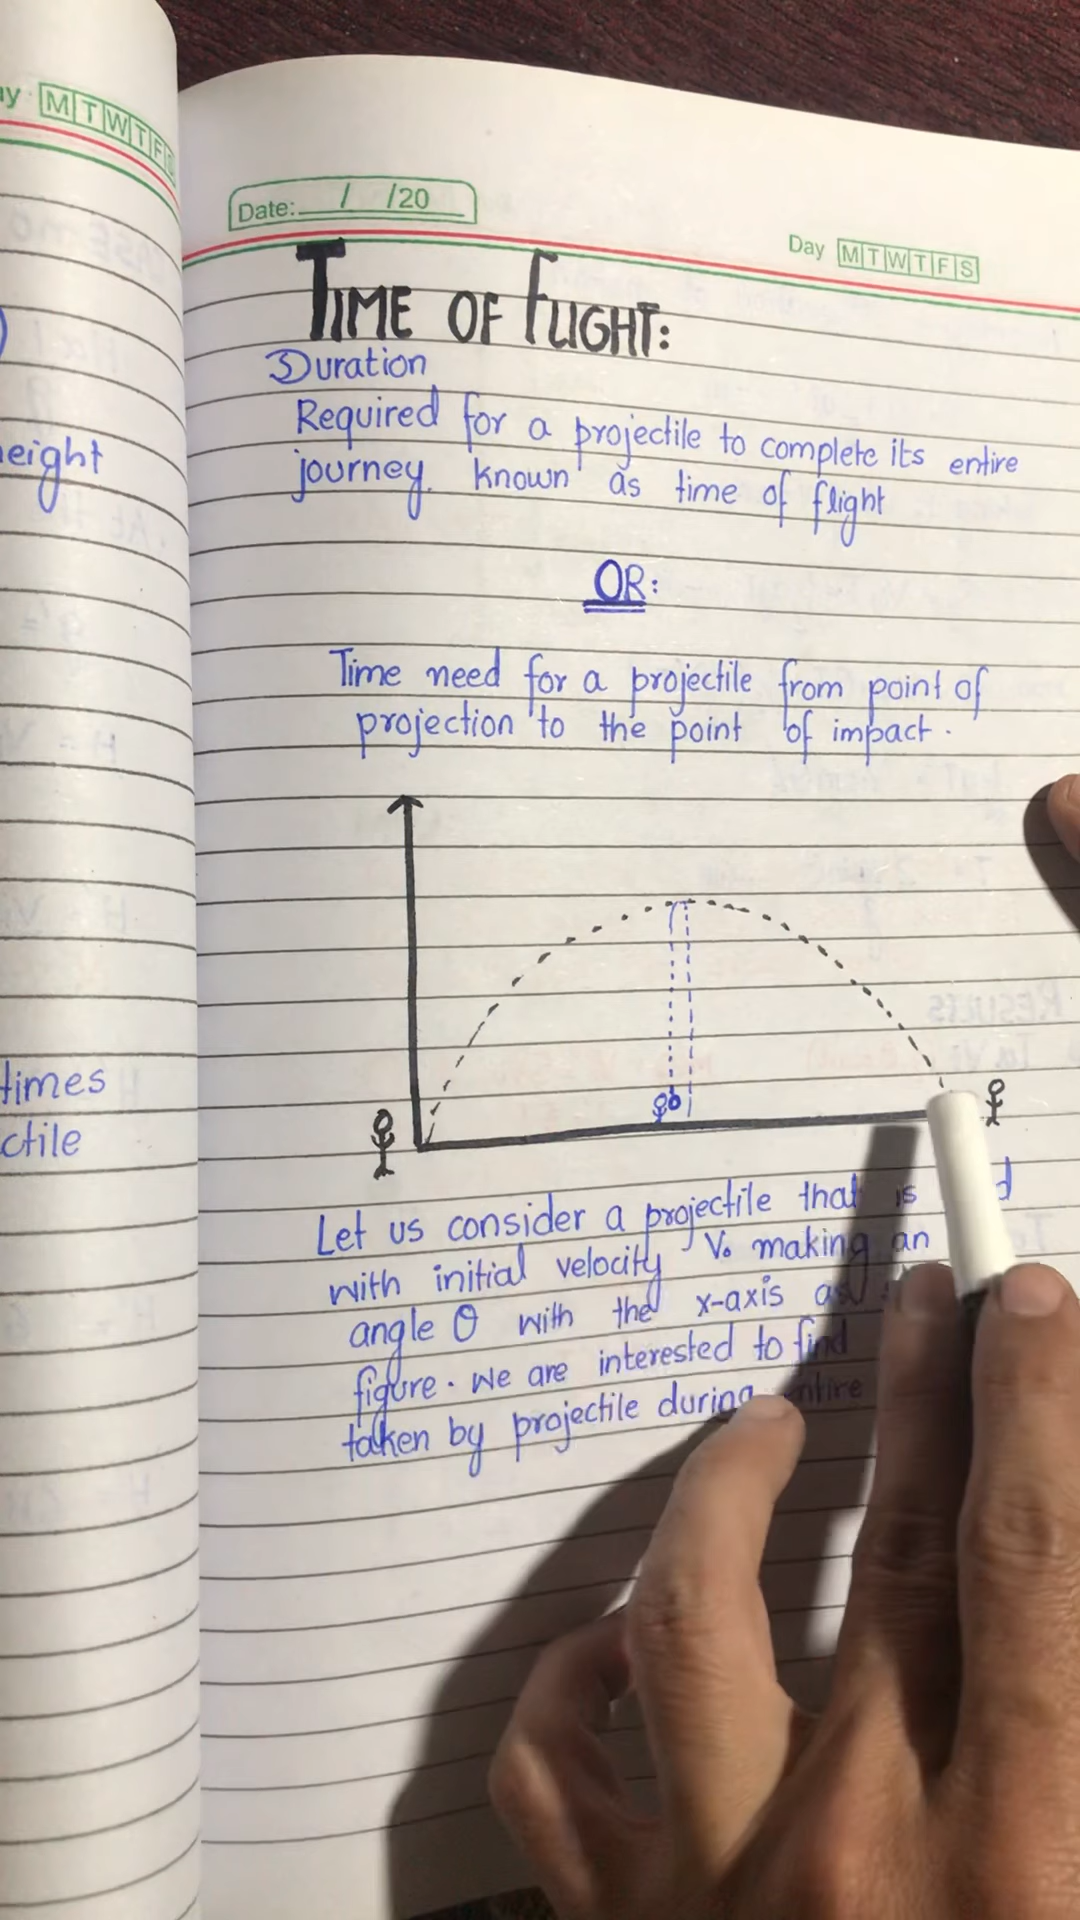 ay M T W T F S
Date: / /20
Day M T W T F S
TIME OF FLIGHT:
Duration
Required for a projectile to complete its entire
journey. known as time of flight
eight
OR:
Time need for a projectile from point of
projection to the point of impact.
times
ctile
Let us consider a projectile that is
with initial velocity V₀ making an
angle θ with the x-axis as
figure. We are interested to find
taken by projectile during entire